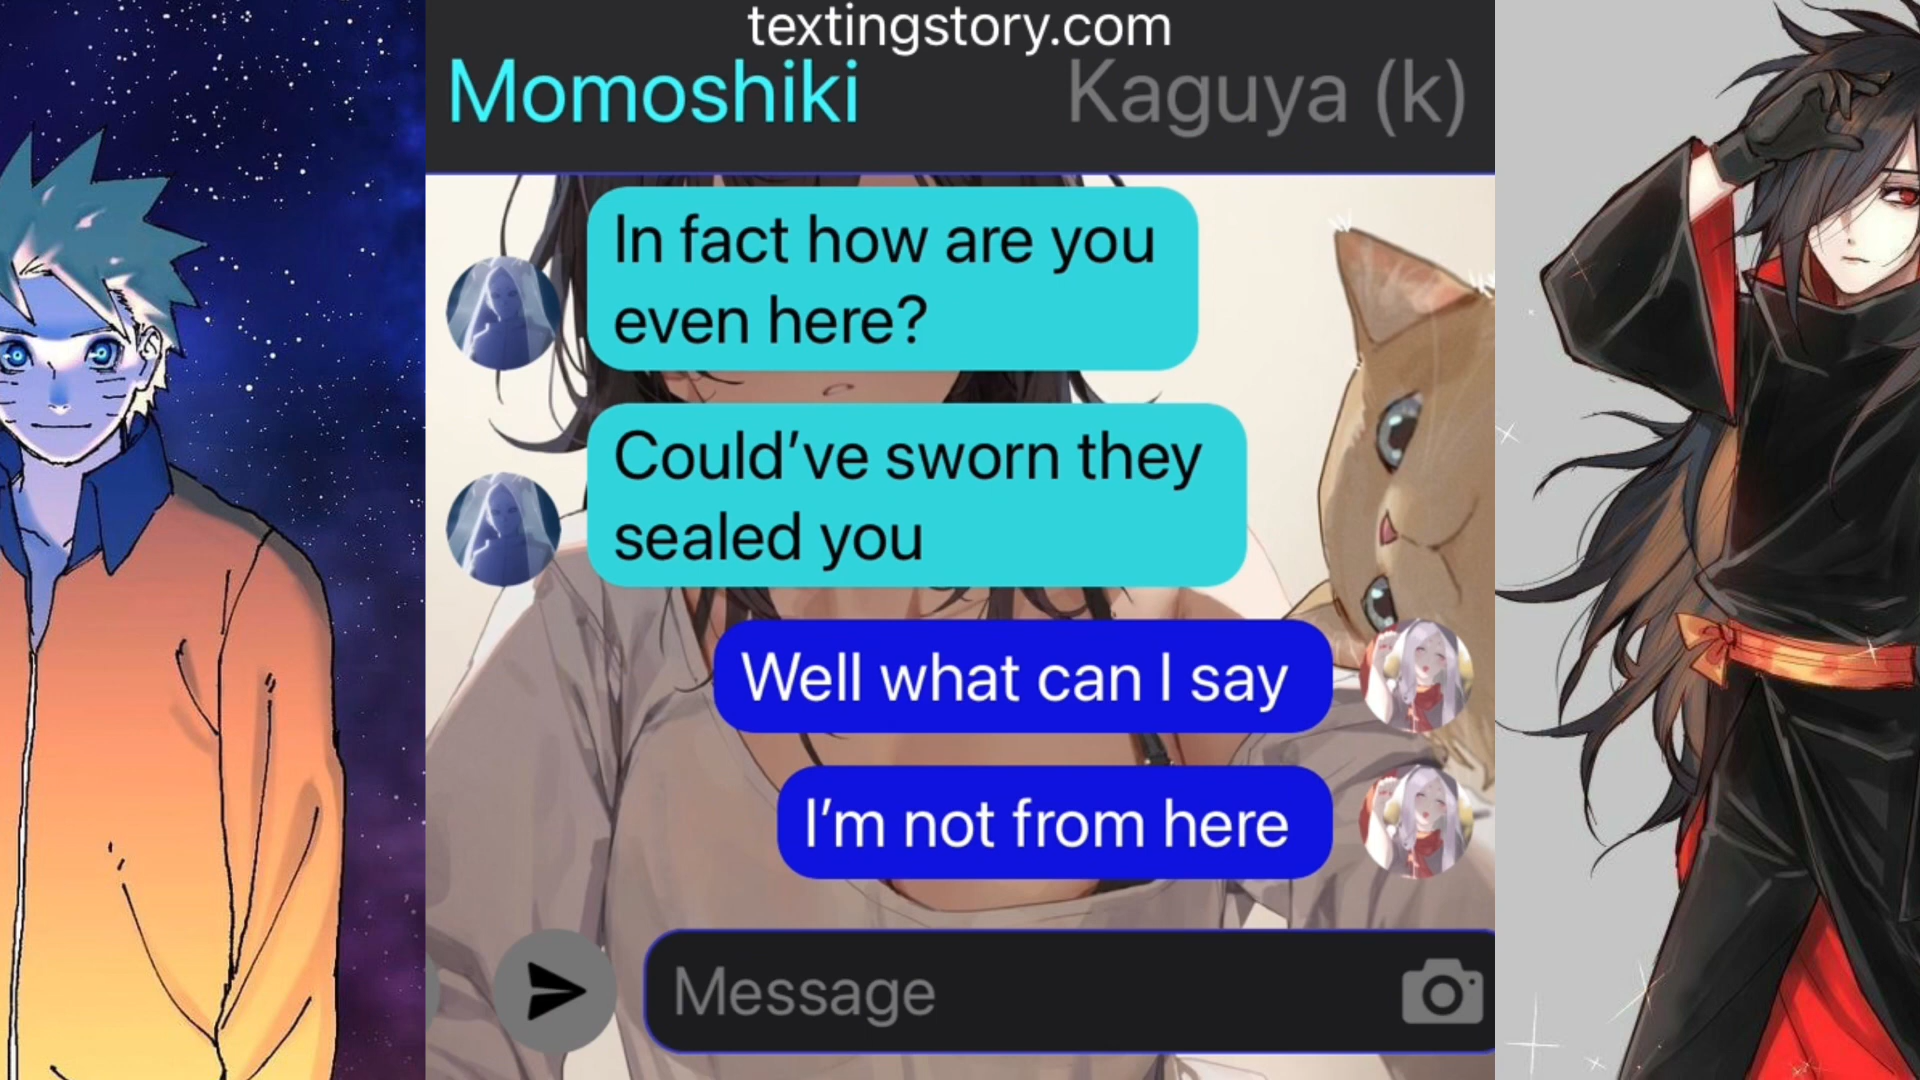 textingstory.com
Momoshiki
Kaguya (k)
In fact how are you
even here?
Could’ve sworn they
sealed you
Well what can I say
I’m not from here
Message